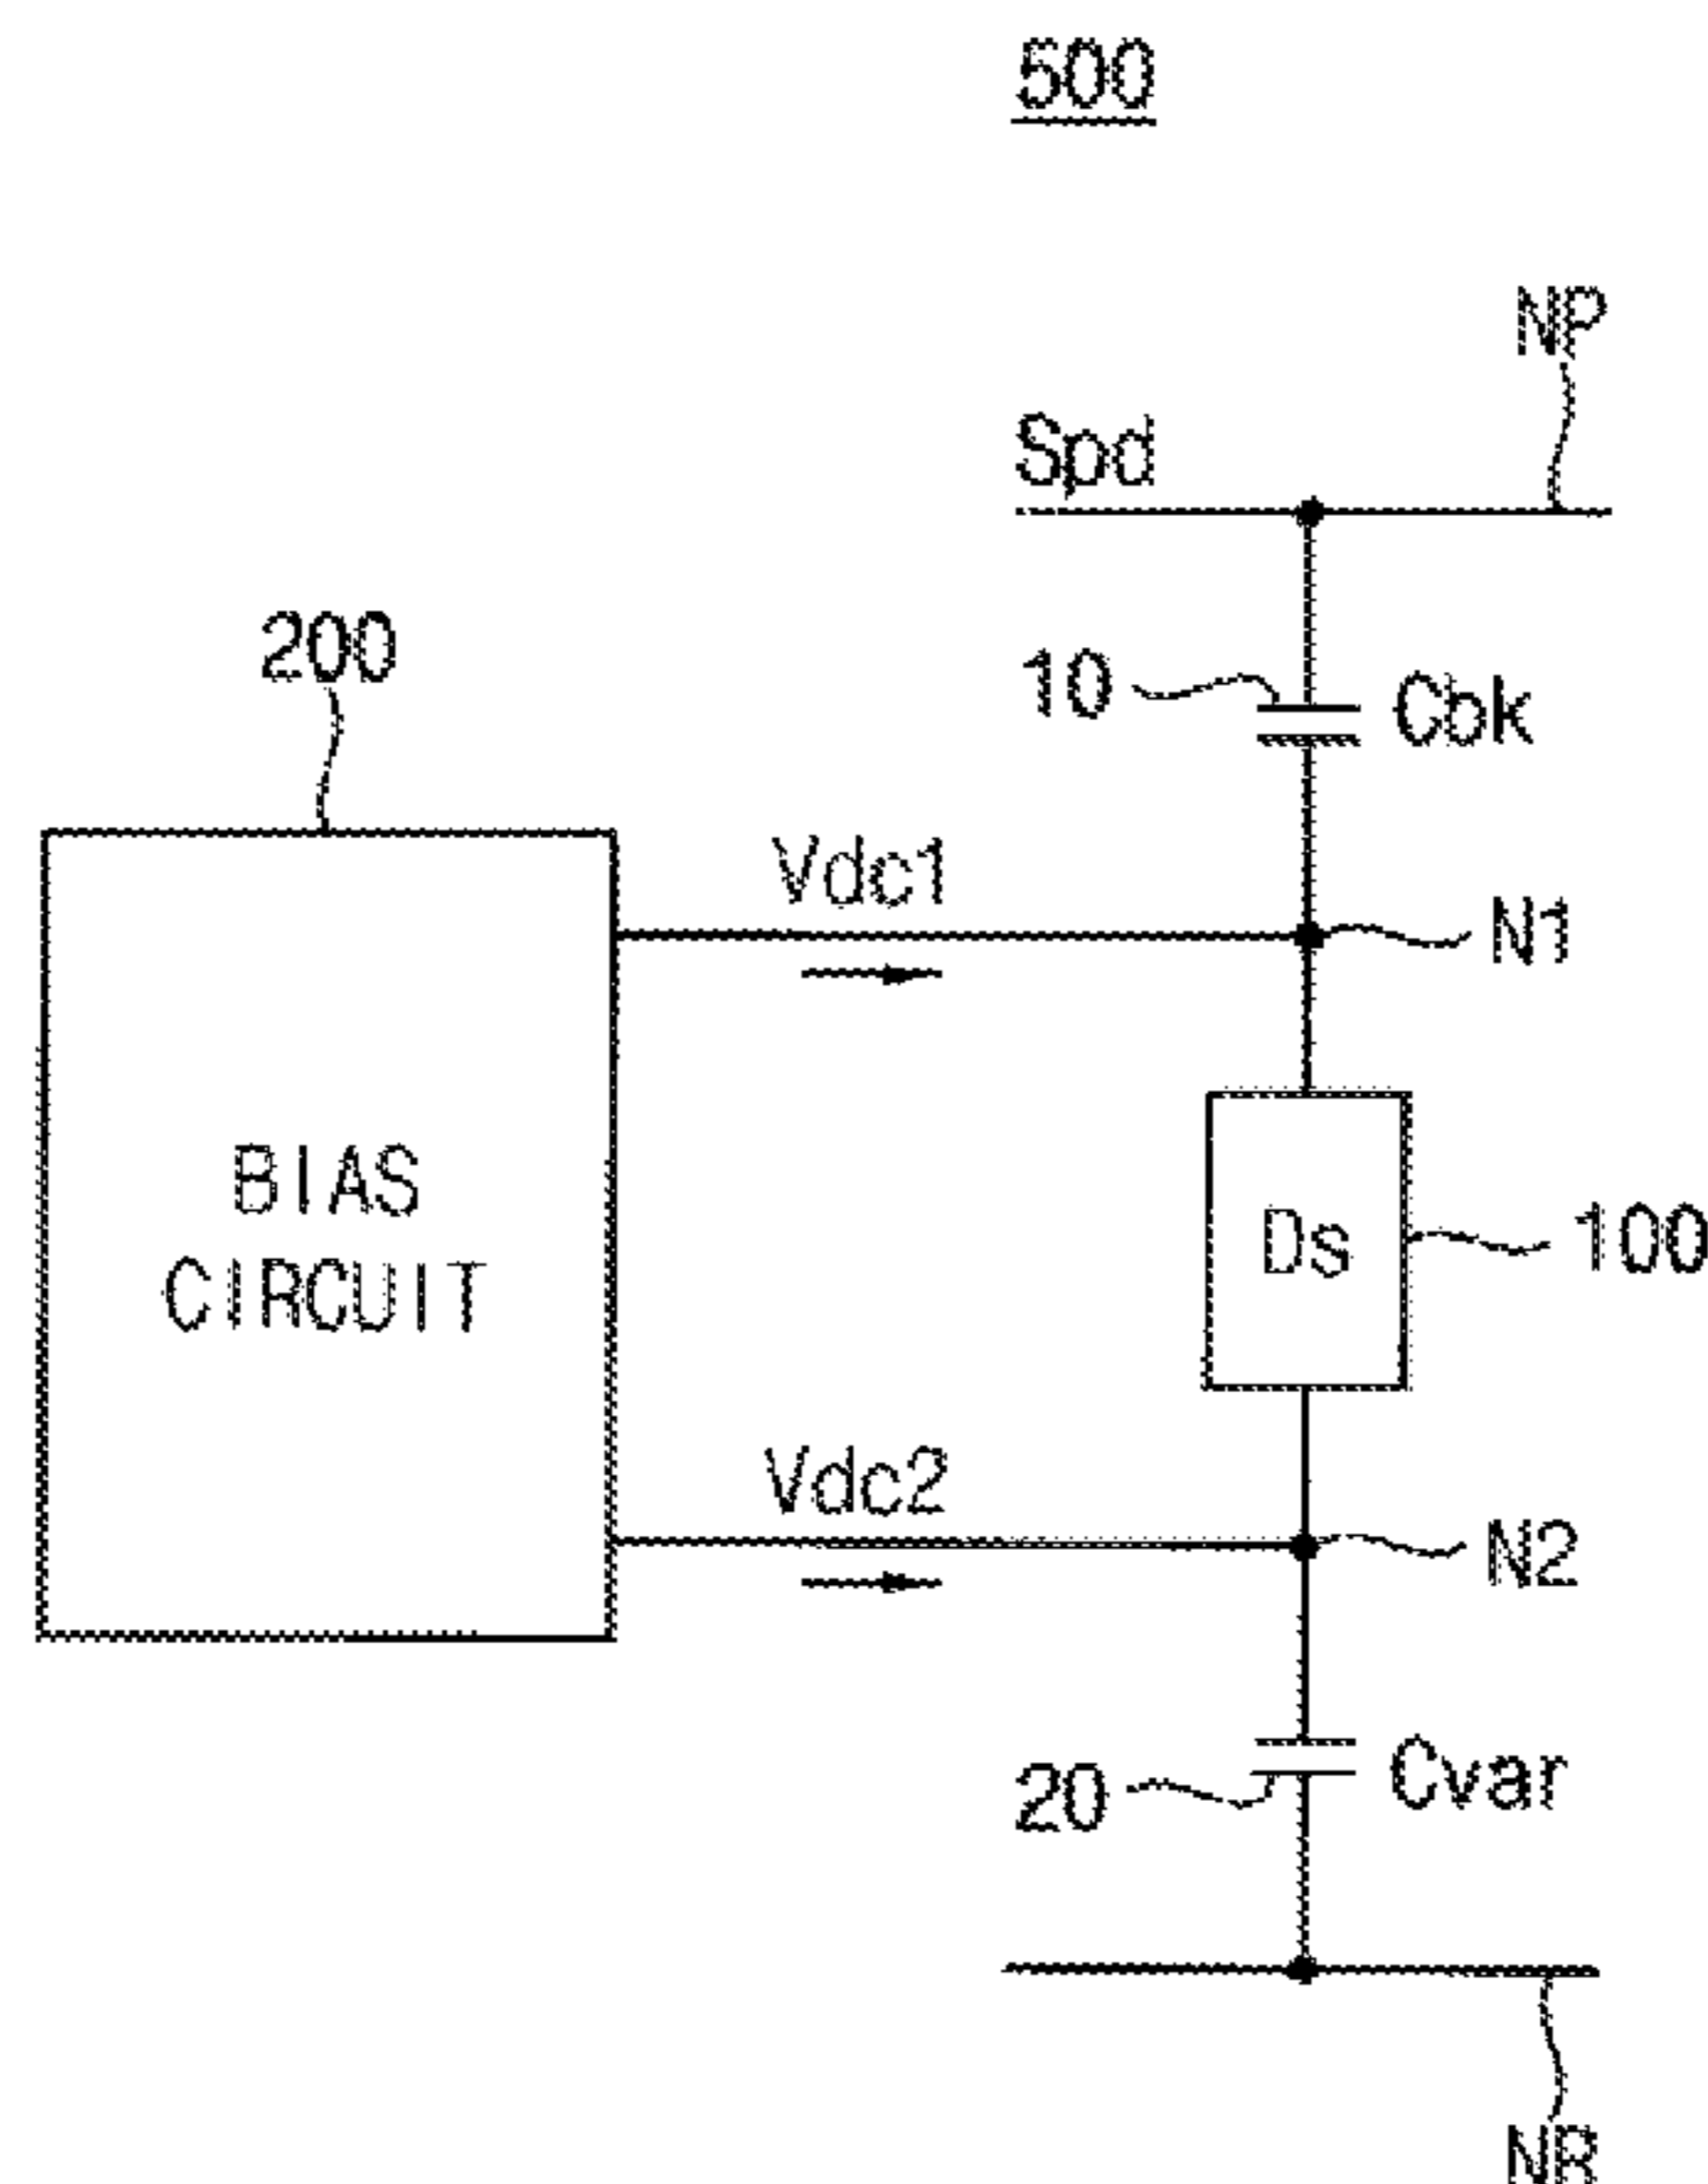 500
NP
Spd
200
10
Cbk
Vdc1
N1
BIAS
CIRCUIT
Ds
100
Vdc2
N2
20
Cvar
NR